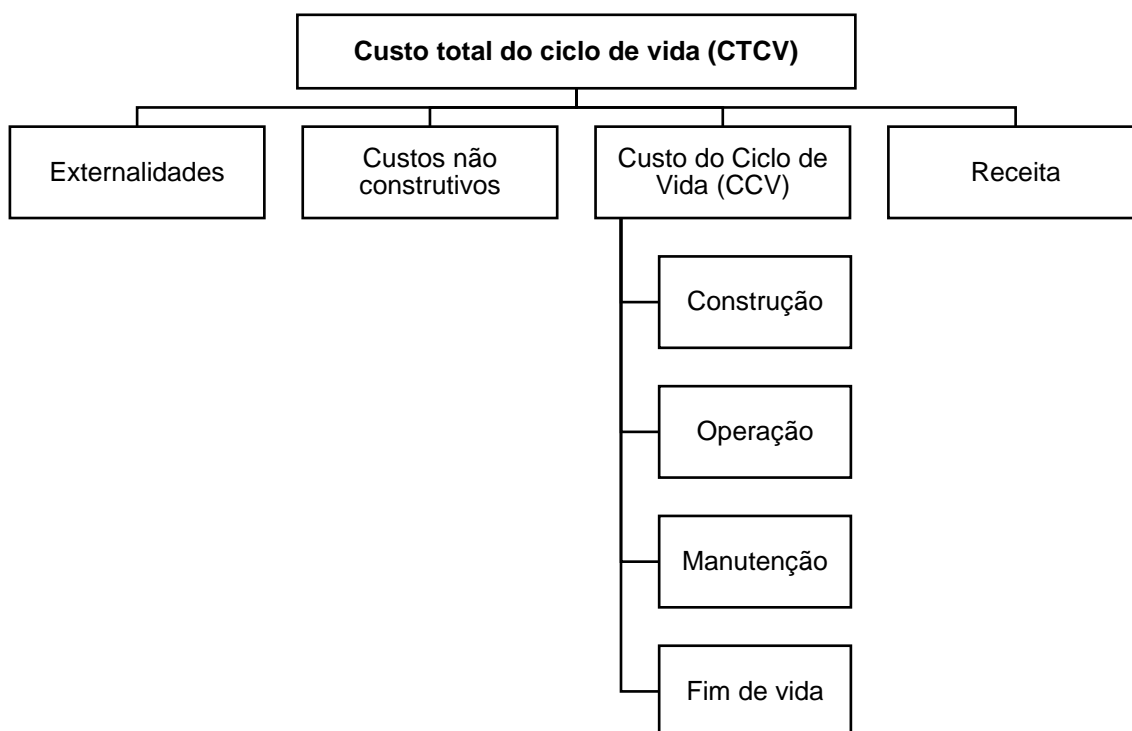 Custo total do ciclo de vida (CTCV)
Externalidades
Custos não
construtivos
Custo do Ciclo de
Vida (CCV)
Receita
Construção
Operação
Manutenção
Fim de vida